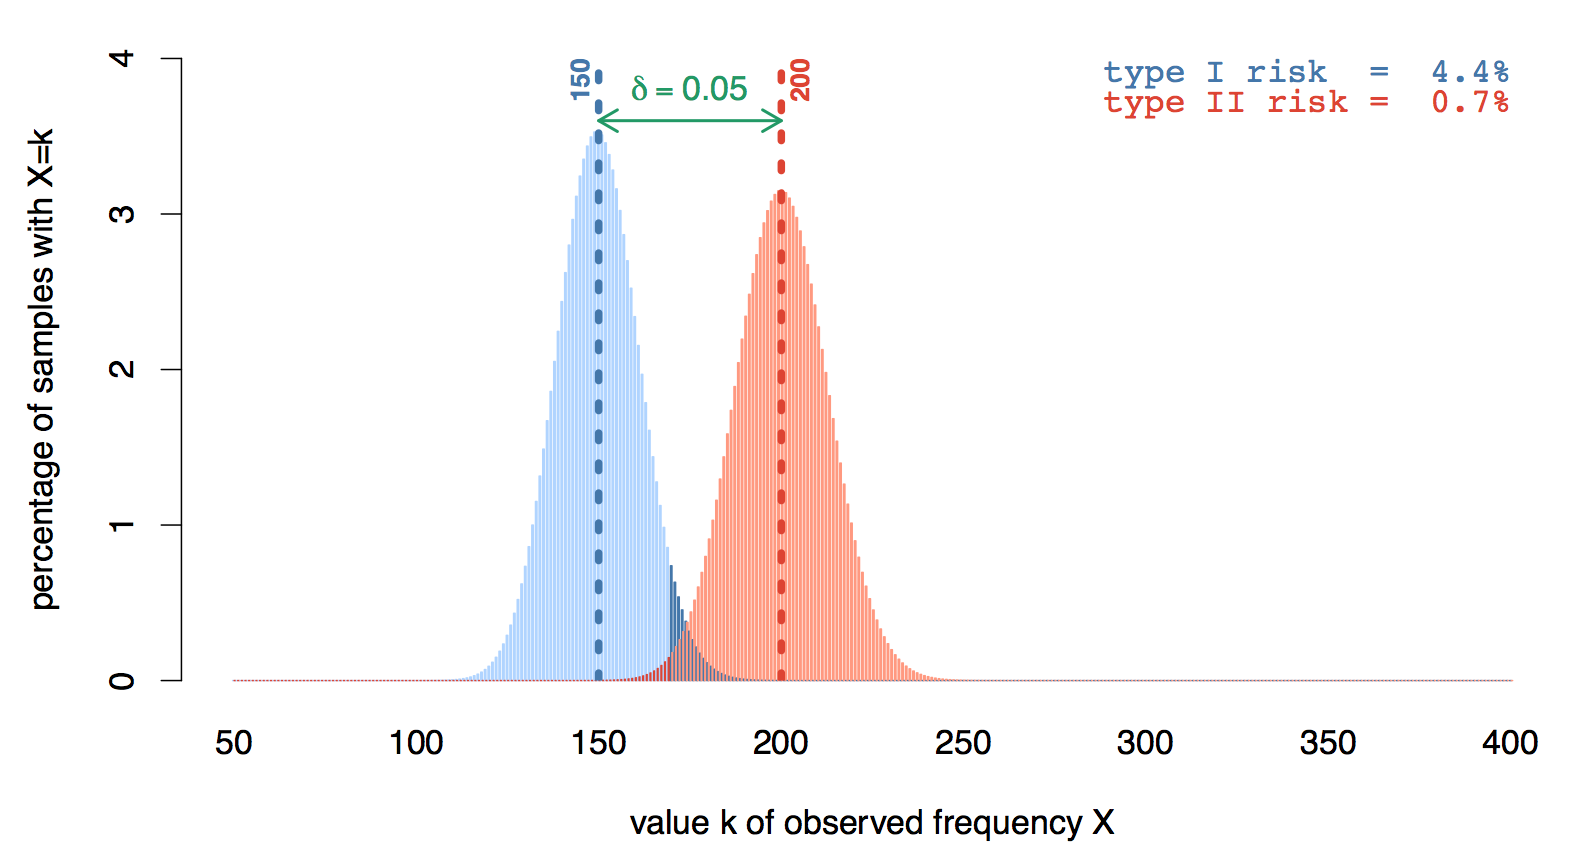 percentage of samples with X=k
4
3
2
1
0
150
δ = 0.05
200
type I risk = 4.4%
type II risk = 0.7%
50 100 150 200 250 300 350 400
value k of observed frequency X